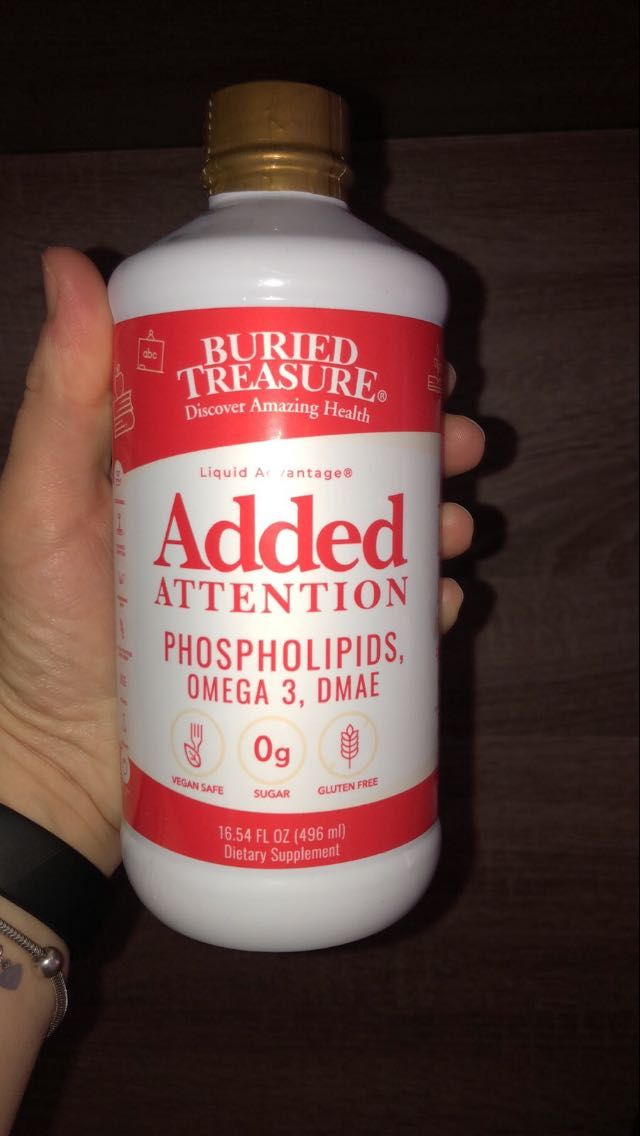 abc
BURIED
TREASURE®
Discover Amazing Health
Liquid Advantage®
Added
ATTENTION
PHOSPHOLIPIDS,
OMEGA 3, DMAE
0g
VEGAN SAFE
SUGAR
GLUTEN FREE
16.54 FL OZ (496 ml)
Dietary Supplement